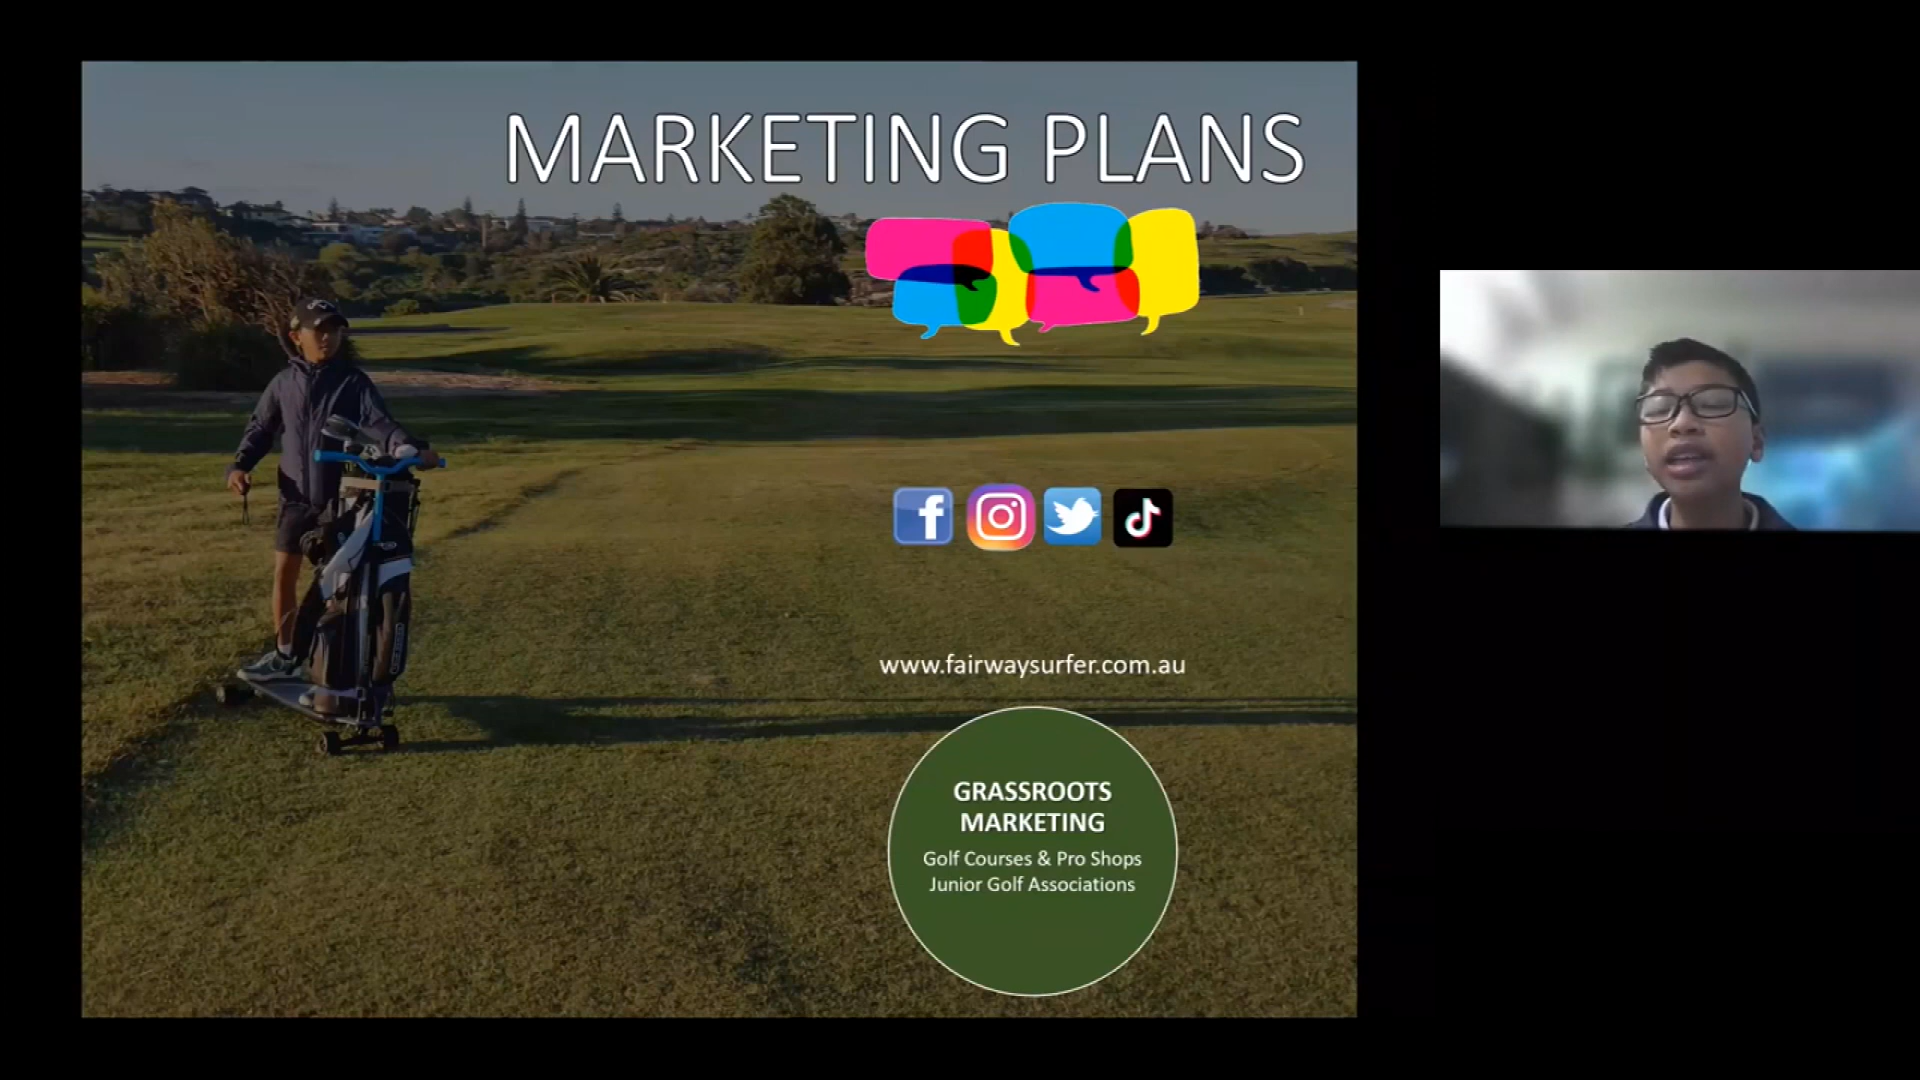 MARKETING PLANS
www.fairwaysurfer.com.au
GRASSROOTS
MARKETING
Golf Courses & Pro Shops
Junior Golf Associations